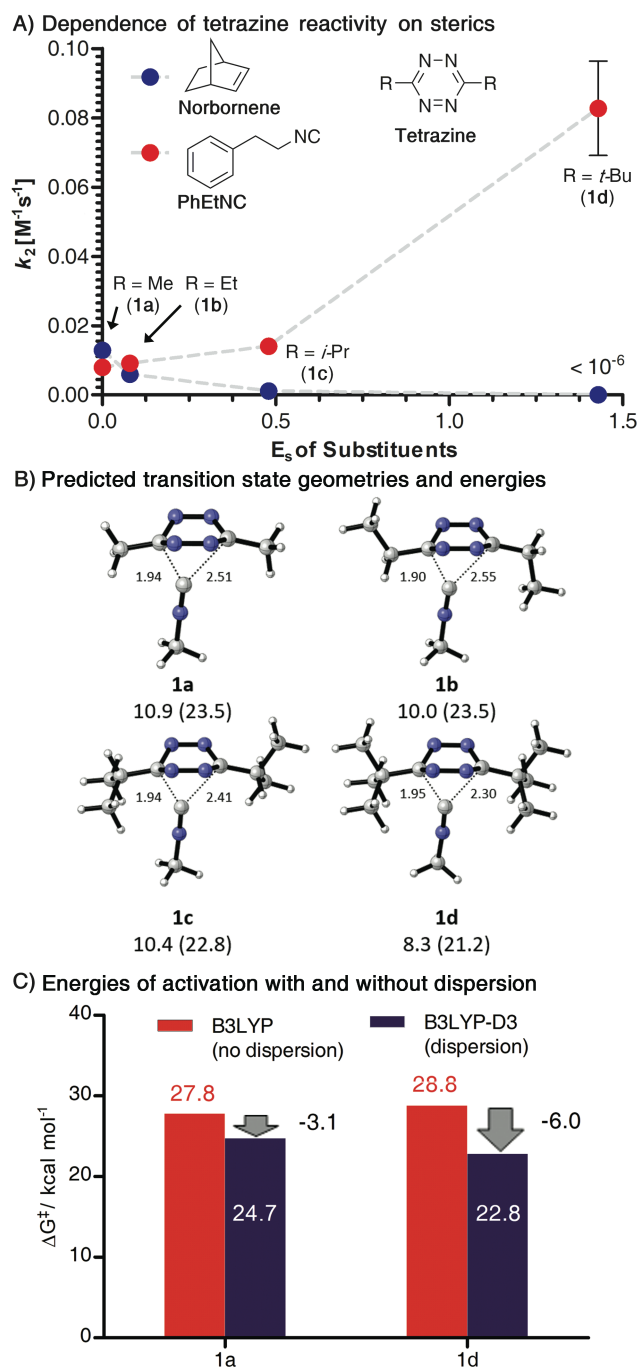 A) Dependence of tetrazine reactivity on sterics
0.10
0.08
0.06
0.04
0.02
0.00
k₂ [M⁻¹s⁻¹]
Norbornene
NC
PhEtNC
N N
R R
N N
Tetrazine
R = t-Bu
(1d)
R = Me
(1a)
R = Et
(1b)
R = i-Pr
(1c)
< 10⁻⁶
0.0 0.5 1.0 1.5
Eₛ of Substituents
B) Predicted transition state geometries and energies
1.94 2.51
1.90 2.55
1a
10.9 (23.5)
1b
10.0 (23.5)
1.94 2.41
1.95 2.30
1c
10.4 (22.8)
1d
8.3 (21.2)
C) Energies of activation with and without dispersion
B3LYP
(no dispersion)
B3LYP-D3
(dispersion)
40
30
20
10
0
ΔG‡/ kcal mol⁻¹
27.8
-3.1
24.7
28.8
-6.0
22.8
1a 1d